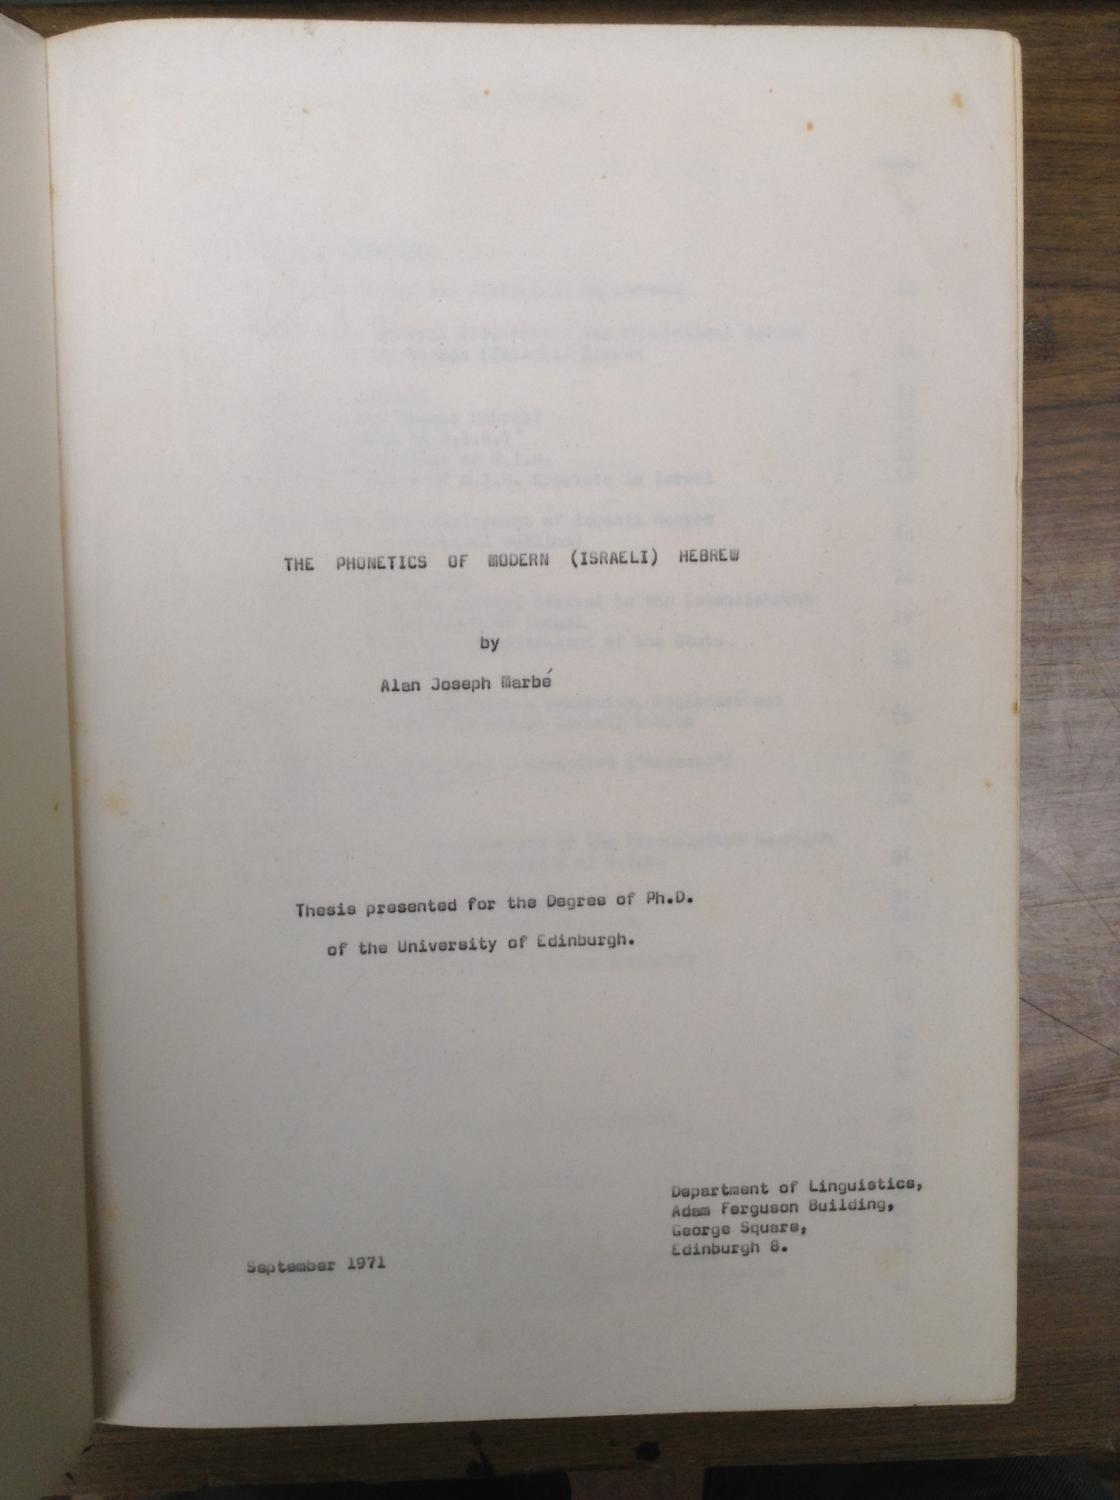 THE PHONETICS OF MODERN (ISRAELI) HEBREW
by
Alan Joseph Marbé
Thesis presented for the Degree of Ph.D.
of the University of Edinburgh.
Department of Linguistics,
Adam Ferguson Building,
George Square,
Edinburgh 8.
September 1971